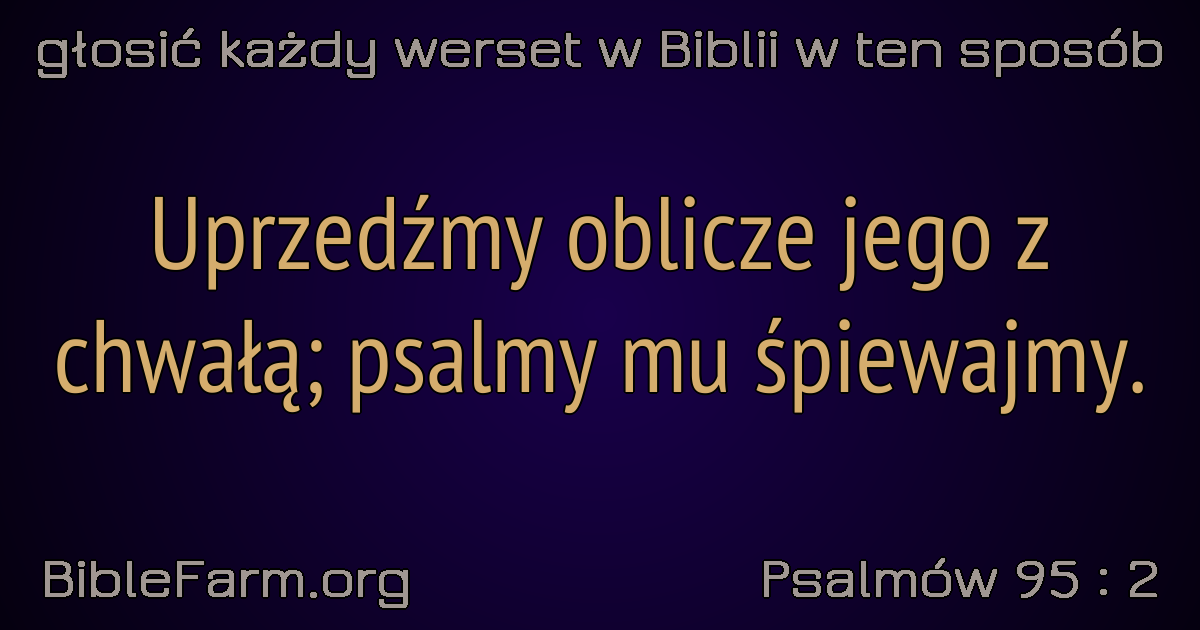 głosić każdy werset w Biblii w ten sposób
Uprzedźmy oblicze jego z
chwałą; psalmy mu śpiewajmy.
BibleFarm.org
Psalmów 95 : 2